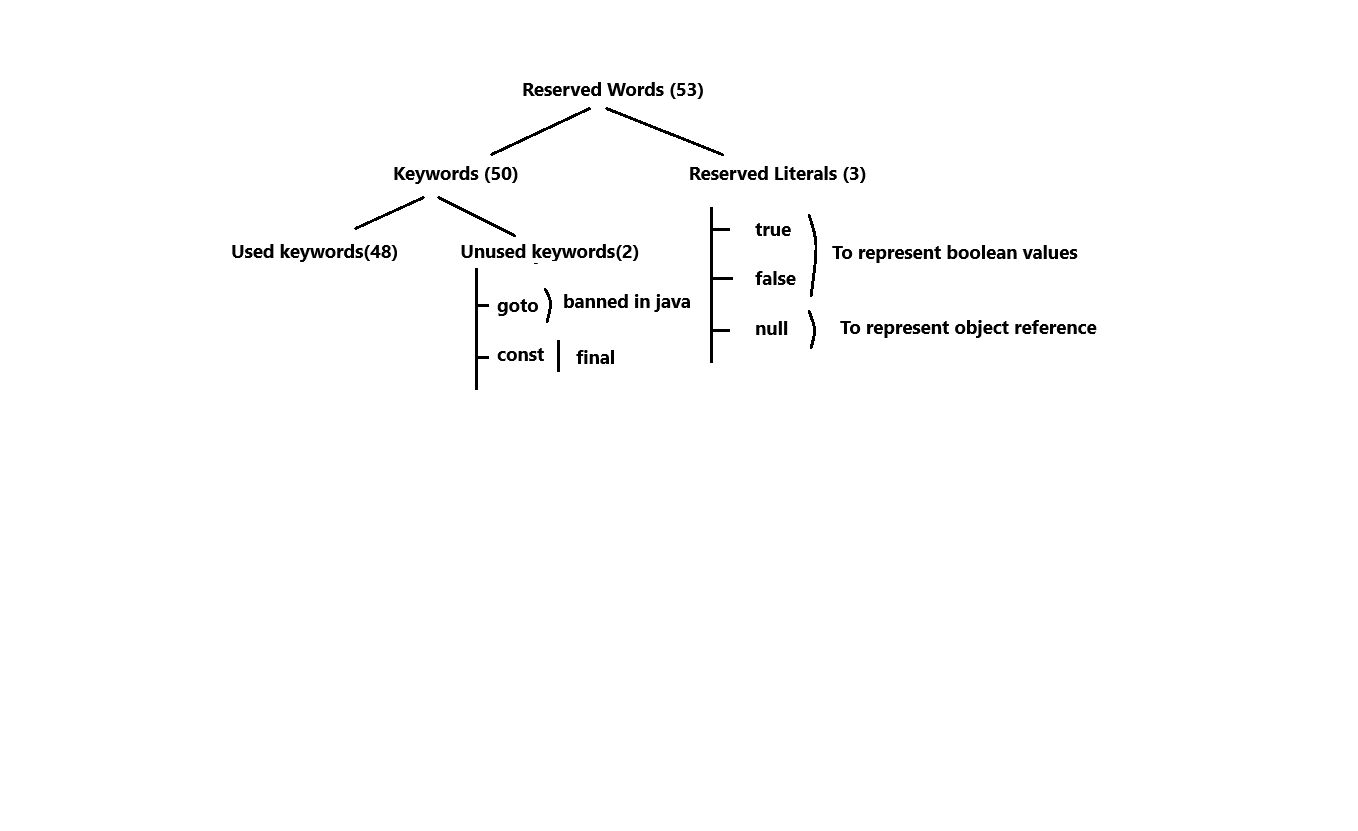 Reserved Words (53)
Keywords (50)
Reserved Literals (3)
Used keywords(48)
Unused keywords(2)
goto
banned in java
const
final
true
false
To represent boolean values
null
To represent object reference